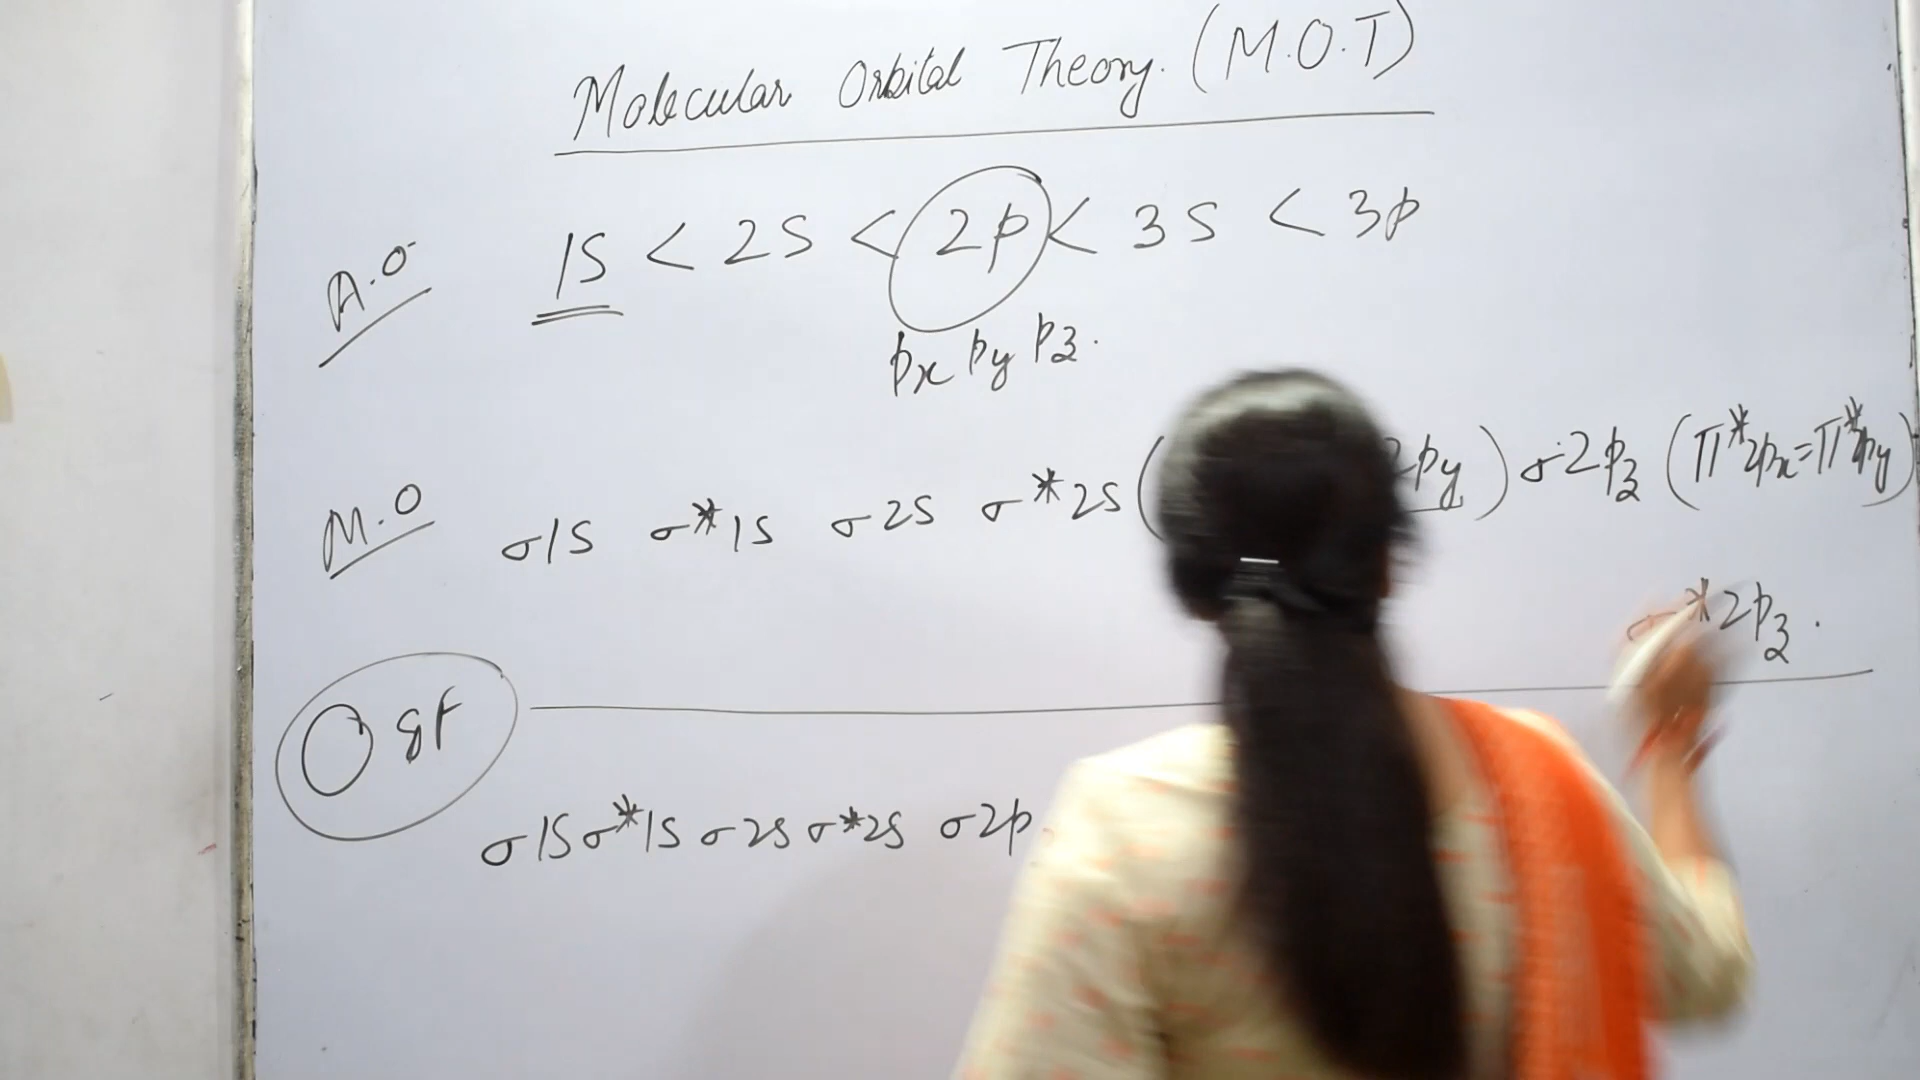 Molecular Orbital Theory. (M.O.T)
A.O 1S < 2S < 2p < 3S < 3p
px py pz.
M.O σ1S σ*1S σ2S σ*2S ( 2py) σ2pz (π*2px=π*2py)
σ*2pz.
O gf
σ1S σ*1S σ2S σ*2S σ2p